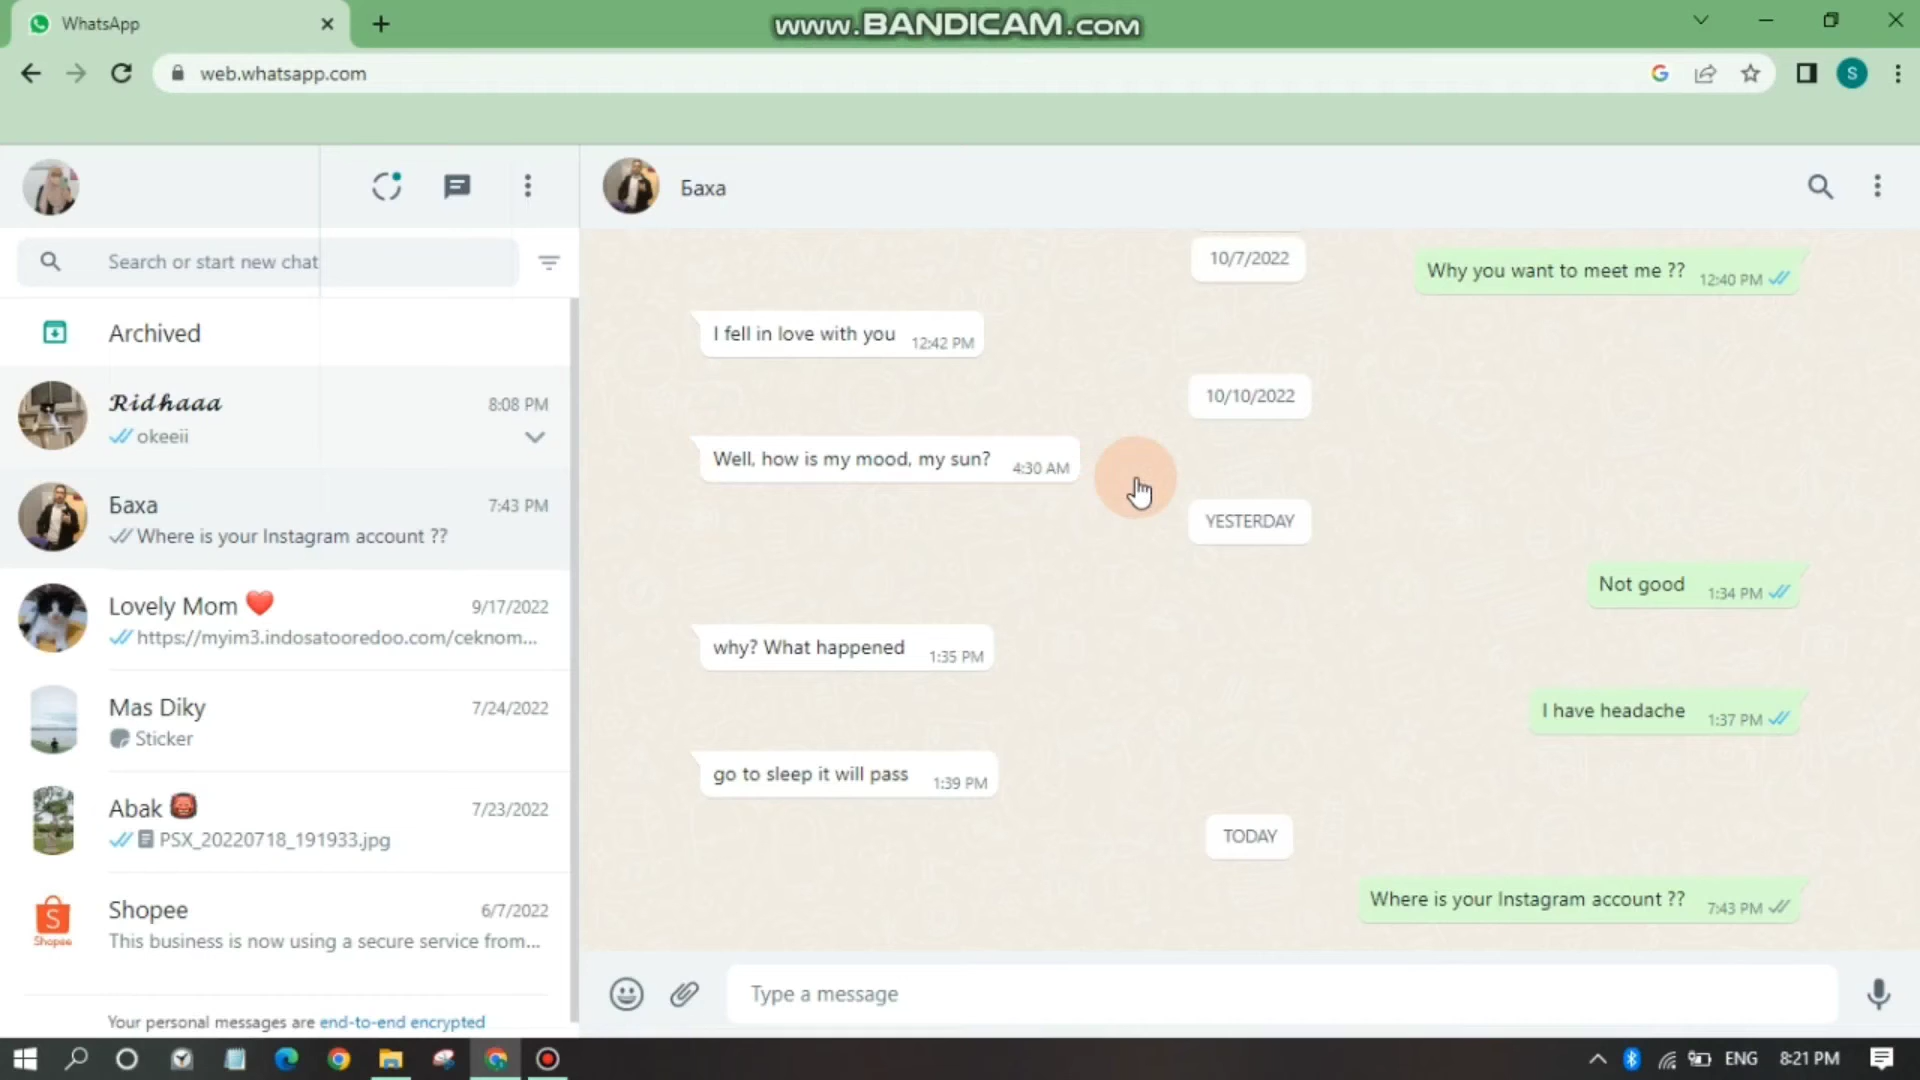 WhatsApp
www.BANDICAM.com
web.whatsapp.com
S
Search or start new chat
Archived
𝓡𝓲𝓭𝓱𝓪𝓪𝓪
8:08 PM
okeeii
Баха
7:43 PM
Where is your Instagram account ??
Lovely Mom ❤️
9/17/2022
https://myim3.indosatooredoo.com/ceknom...
Mas Diky
7/24/2022
Sticker
Abak 👹
7/23/2022
PSX_20220718_191933.jpg
Shopee
6/7/2022
This business is now using a secure service from...
S
Shopee
Your personal messages are end-to-end encrypted
Баха
10/7/2022
Why you want to meet me ?? 12:40 PM
I fell in love with you 12:42 PM
10/10/2022
Well, how is my mood, my sun? 4:30 AM
YESTERDAY
Not good 1:34 PM
why? What happened 1:35 PM
I have headache 1:37 PM
go to sleep it will pass 1:39 PM
TODAY
Where is your Instagram account ?? 7:43 PM
Type a message
ENG
8:21 PM